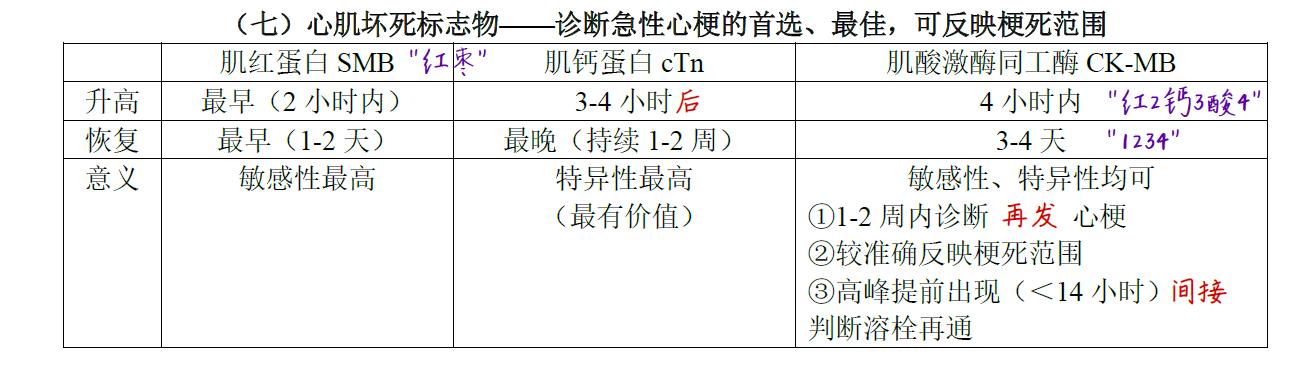 （七）心肌坏死标志物——诊断急性心梗的首选、最佳，可反映梗死范围
肌红蛋白 SMB "红枣" 肌钙蛋白 cTn 肌酸激酶同工酶 CK-MB
升高 最早（2 小时内） 3-4 小时后 4 小时内 "红2钙3酸4"
恢复 最早（1-2 天） 最晚（持续 1-2 周） 3-4 天 "1234"
意义 敏感性最高 特异性最高 敏感性、特异性均可
（最有价值） ①1-2 周内诊断 再发 心梗
②较准确反映梗死范围
③高峰提前出现（＜14 小时）间接
判断溶栓再通